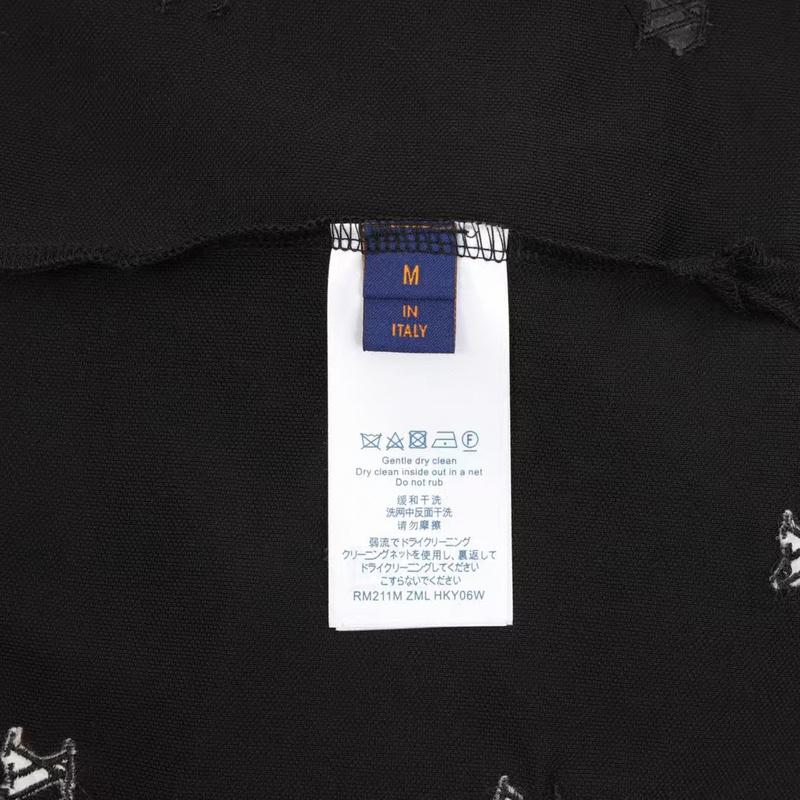 M
IN
ITALY
Gentle dry clean
Dry clean inside out in a net
Do not rub
缓和干洗
洗网中反面干洗
请勿摩擦
弱流でドライクリーニング
クリーニングネットを使用し、裏返して
ドライクリーニングしてください
こすらないでください
RM211M ZML HKY06W